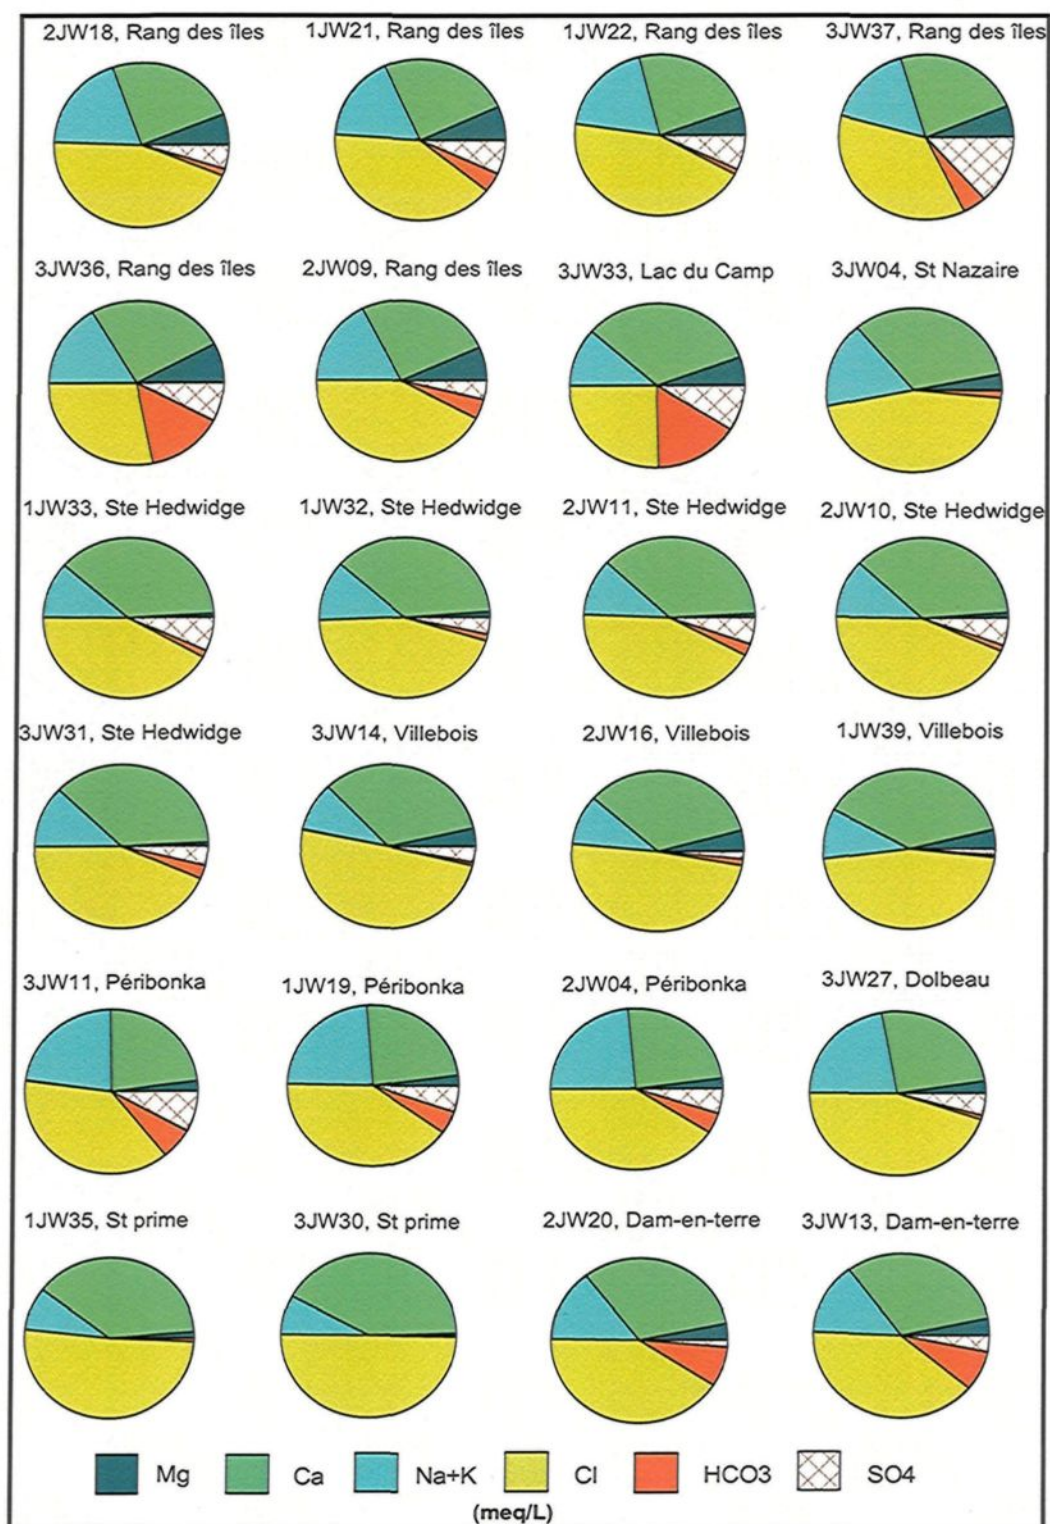 2JW18, Rang des îles 1JW21, Rang des îles 1JW22, Rang des îles 3JW37, Rang des îles
3JW36, Rang des îles 2JW09, Rang des îles 3JW33, Lac du Camp 3JW04, St Nazaire
1JW33, Ste Hedwidge 1JW32, Ste Hedwidge 2JW11, Ste Hedwidge 2JW10, Ste Hedwidge
3JW31, Ste Hedwidge 3JW14, Villebois 2JW16, Villebois 1JW39, Villebois
3JW11, Péribonka 1JW19, Péribonka 2JW04, Péribonka 3JW27, Dolbeau
1JW35, St prime 3JW30, St prime 2JW20, Dam-en-terre 3JW13, Dam-en-terre
Mg Ca Na+K Cl HCO3 SO4
(meq/L)